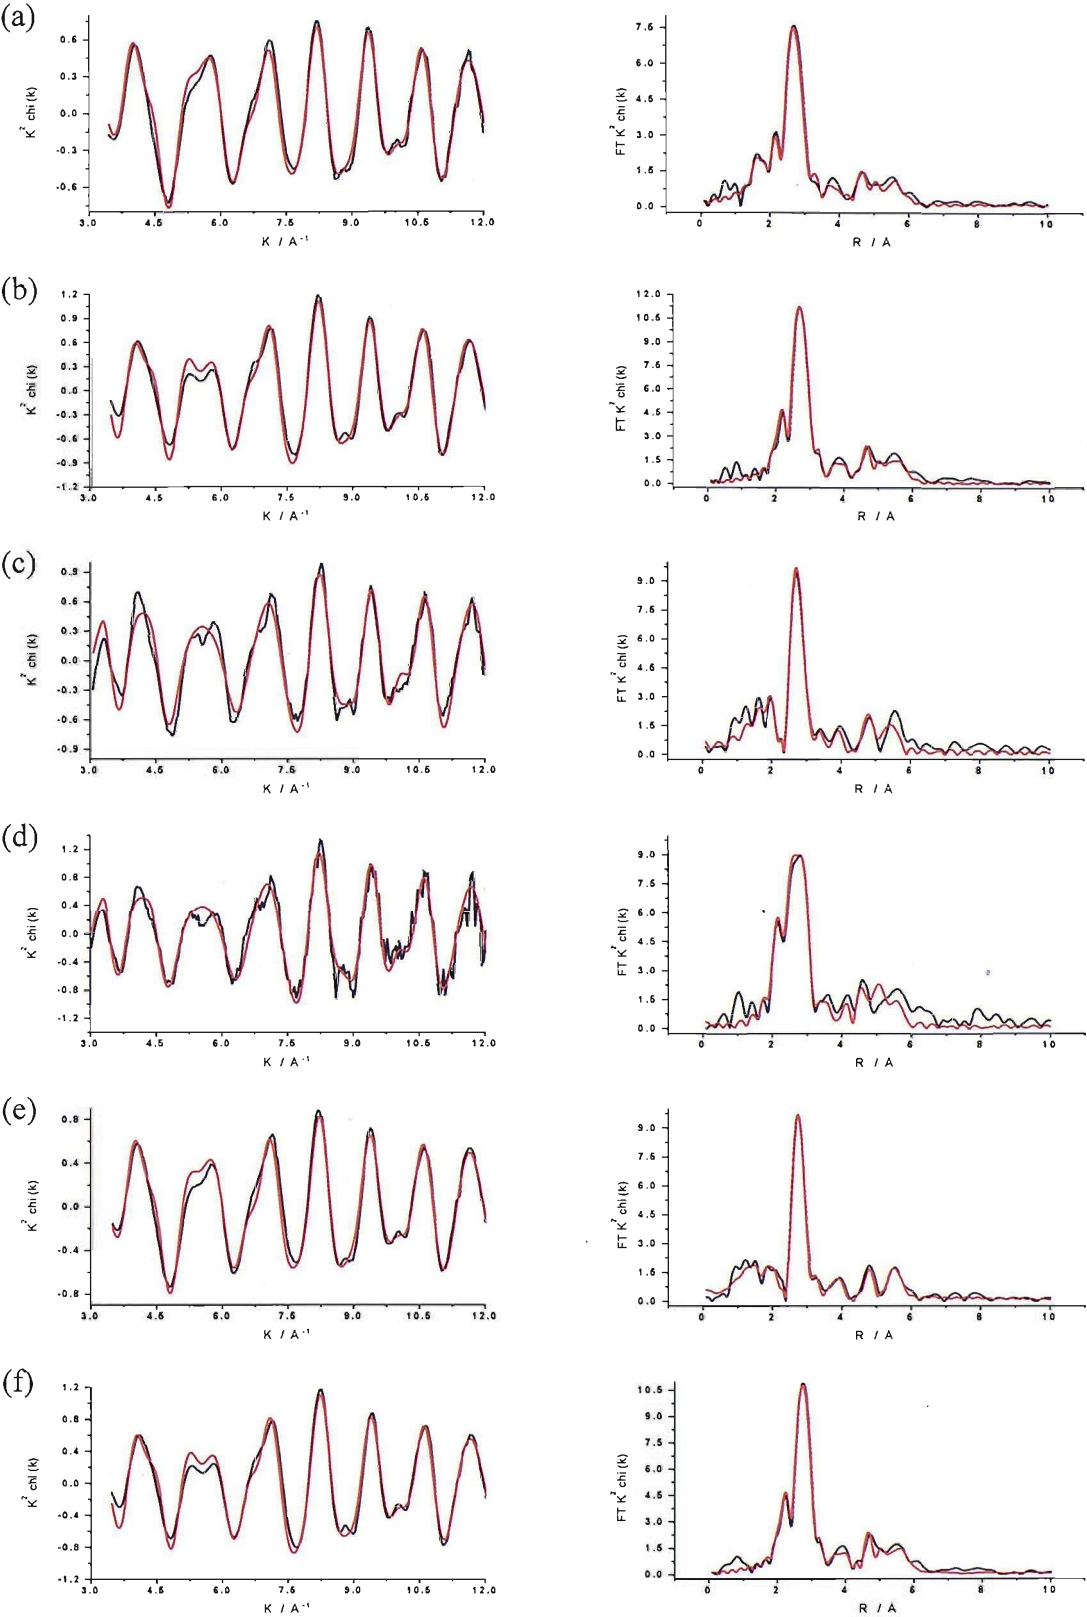 (a)
0.6
0.3
0.0
-0.3
-0.6
K² chi (k)
3.0 4.5 6.0 7.5 9.0 10.5 12.0
K / A⁻¹
7.5
6.0
4.5
3.0
1.5
0.0
FT K² chi (k)
0 2 4 6 8 10
R / A
(b)
1.2
0.9
0.6
0.3
0.0
-0.3
-0.6
-0.9
-1.2
K² chi (k)
3.0 4.5 6.0 7.5 9.0 10.5 12.0
K / A⁻¹
12.0
10.5
9.0
7.5
6.0
4.5
3.0
1.5
0.0
FT K² chi (k)
0 2 4 6 8 10
R / A
(c)
0.9
0.6
0.3
0.0
-0.3
-0.6
-0.9
K² chi (k)
3.0 4.5 6.0 7.5 9.0 10.5 12.0
K / A⁻¹
9.0
7.5
6.0
4.5
3.0
1.5
0.0
FT K² chi (k)
0 2 4 6 8 10
R / A
(d)
1.2
0.8
0.4
0.0
-0.4
-0.8
-1.2
K² chi (k)
3.0 4.5 6.0 7.5 9.0 10.5 12.0
K / A⁻¹
9.0
7.5
6.0
4.5
3.0
1.5
0.0
FT K² chi (k)
0 2 4 6 8 10
R / A
(e)
0.8
0.4
0.0
-0.4
-0.8
K² chi (k)
3.0 4.5 6.0 7.5 9.0 10.5 12.0
K / A⁻¹
9.0
7.5
6.0
4.5
3.0
1.5
0.0
FT K² chi (k)
0 2 4 6 8 10
R / A
(f)
1.2
0.8
0.4
0.0
-0.4
-0.8
-1.2
K² chi (k)
3.0 4.5 6.0 7.5 9.0 10.5 12.0
K / A⁻¹
10.5
9.0
7.5
6.0
4.5
3.0
1.5
0.0
FT K² chi (k)
0 2 4 6 8 10
R / A